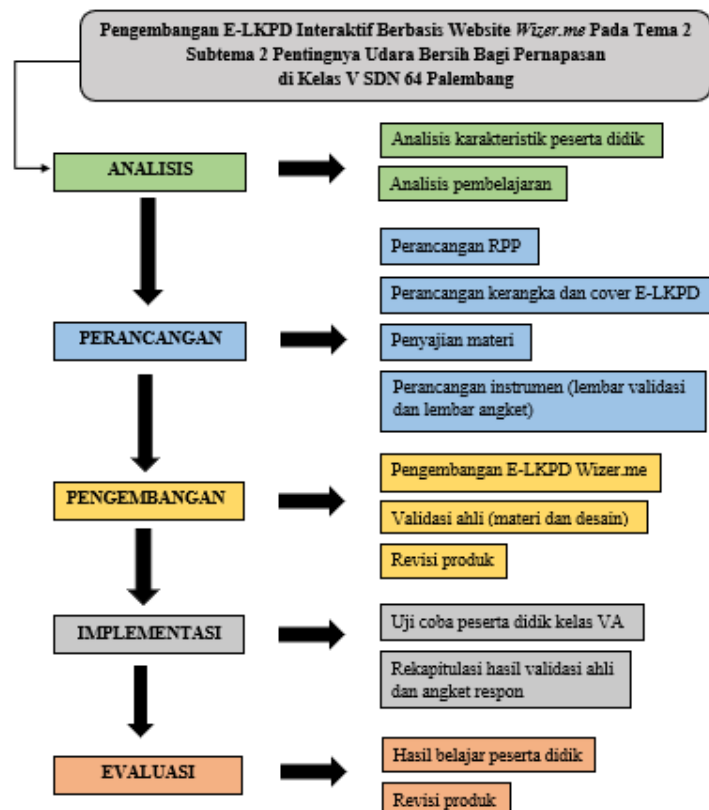 Pengembangan E-LKPD Interaktif Berbasis Website Wizer.me Pada Tema 2
Subtema 2 Pentingnya Udara Bersih Bagi Pernapasan
di Kelas V SDN 64 Palembang
ANALISIS
Analisis karakteristik peserta didik
Analisis pembelajaran
PERANCANGAN
Perancangan RPP
Perancangan kerangka dan cover E-LKPD
Penyajian materi
Perancangan instrumen (lembar validasi
dan lembar angket)
PENGEMBANGAN
Pengembangan E-LKPD Wizer.me
Validasi ahli (materi dan desain)
Revisi produk
IMPLEMENTASI
Uji coba peserta didik kelas VA
Rekapitulasi hasil validasi ahli
dan angket respon
EVALUASI
Hasil belajar peserta didik
Revisi produk